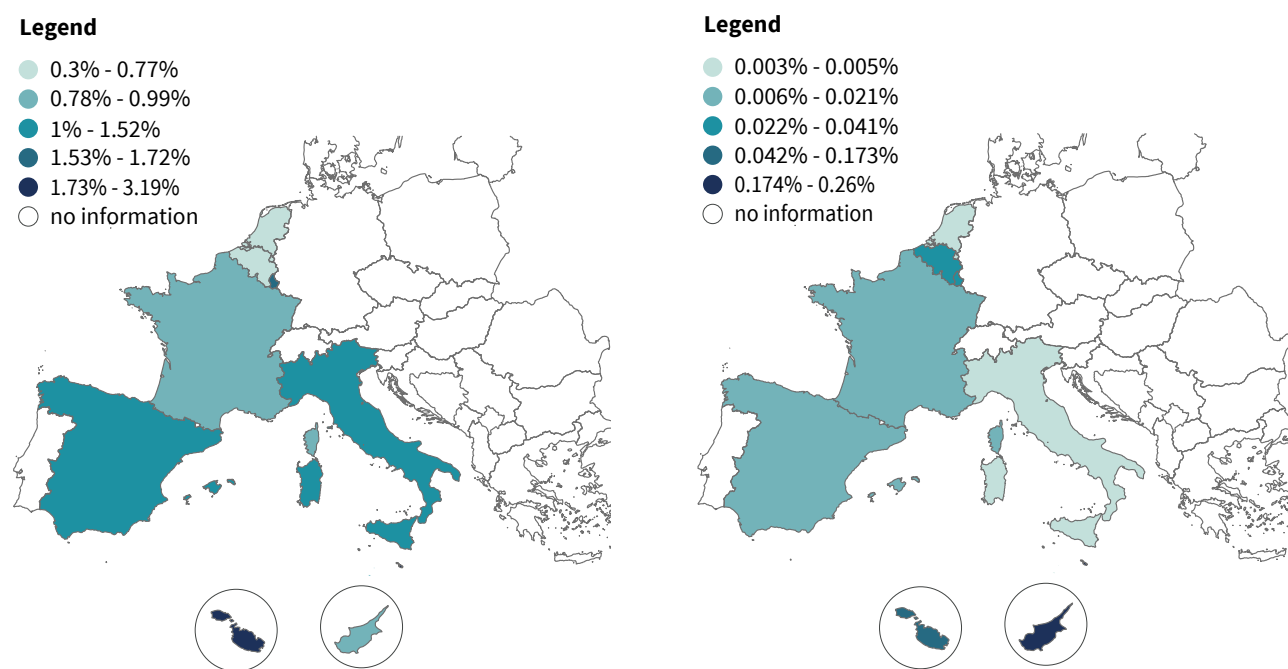 Legend
0.3% - 0.77%
0.78% - 0.99%
1% - 1.52%
1.53% - 1.72%
1.73% - 3.19%
no information
Legend
0.003% - 0.005%
0.006% - 0.021%
0.022% - 0.041%
0.042% - 0.173%
0.174% - 0.26%
no information